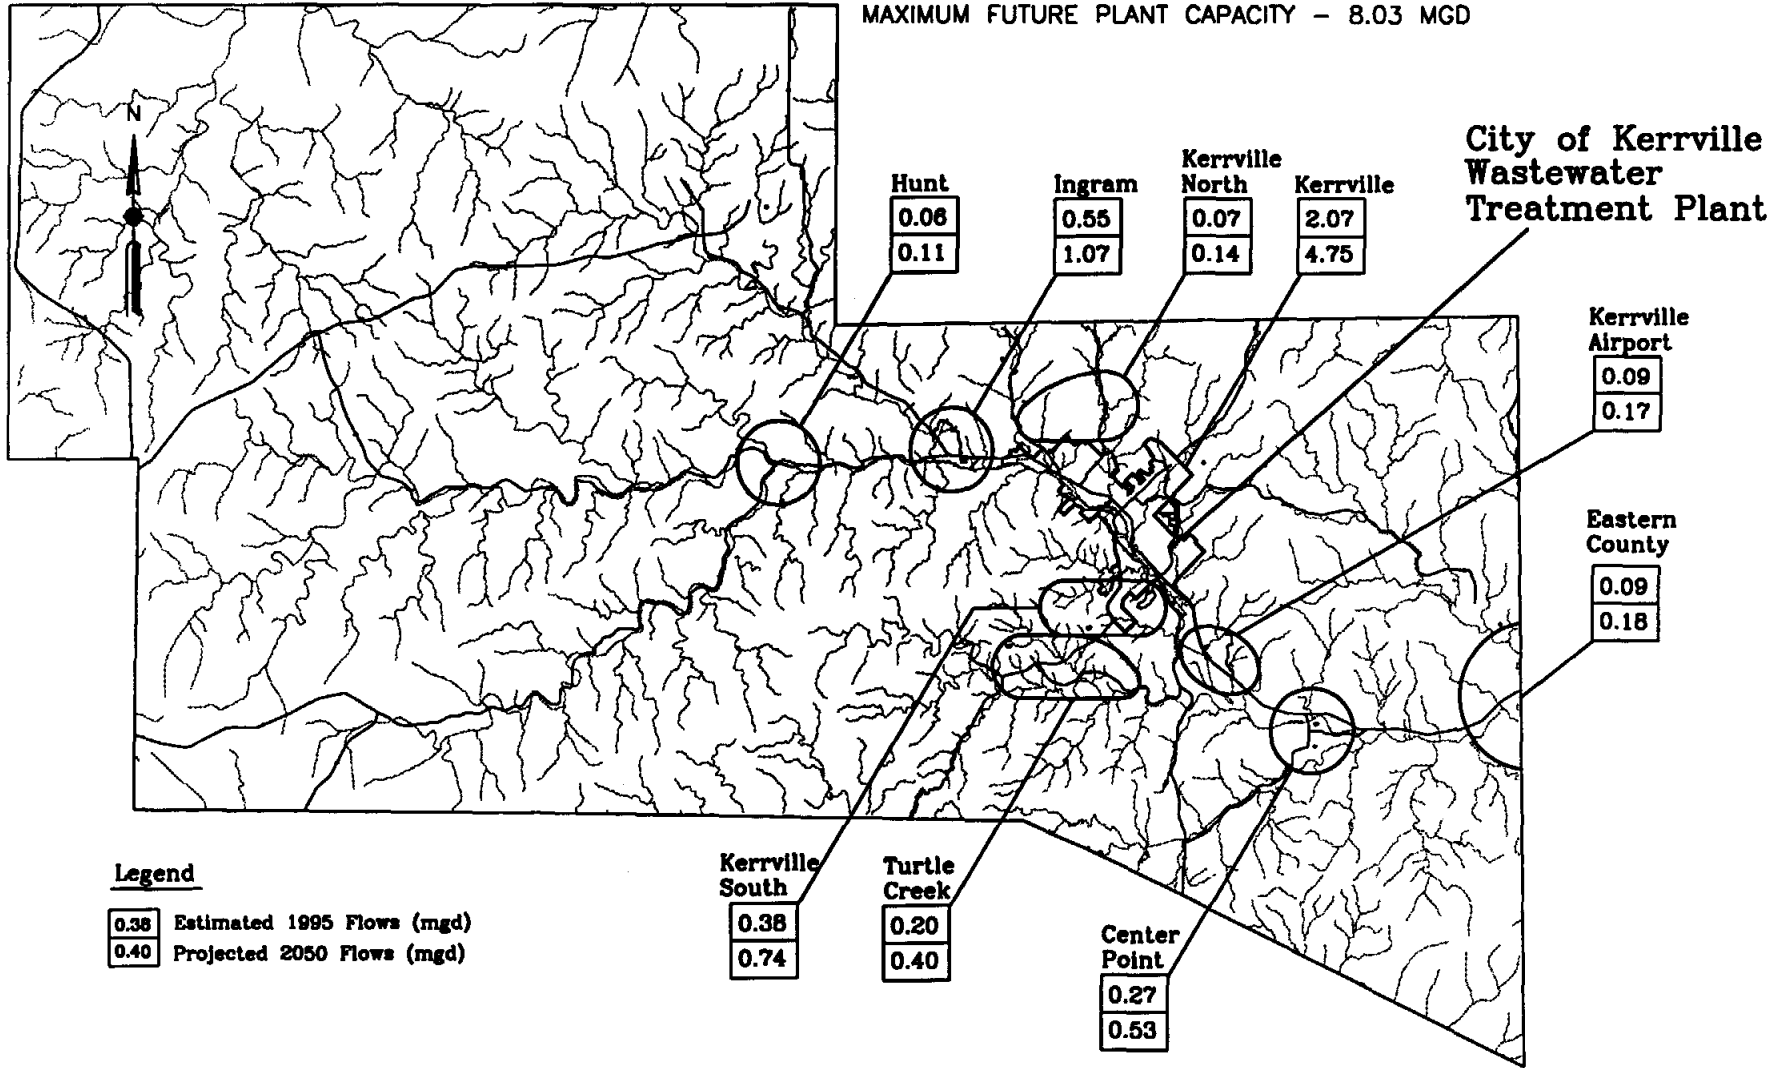 MAXIMUM FUTURE PLANT CAPACITY - 8.03 MGD
N
City of Kerrville
Wastewater
Treatment Plant
Hunt
0.06
0.11
Ingram
0.55
1.07
Kerrville
North
0.07
0.14
Kerrville
2.07
4.75
Kerrville
Airport
0.09
0.17
Eastern
County
0.09
0.18
Legend
0.38 Estimated 1995 Flows (mgd)
0.40 Projected 2050 Flows (mgd)
Kerrville
South
0.38
0.74
Turtle
Creek
0.20
0.40
Center
Point
0.27
0.53